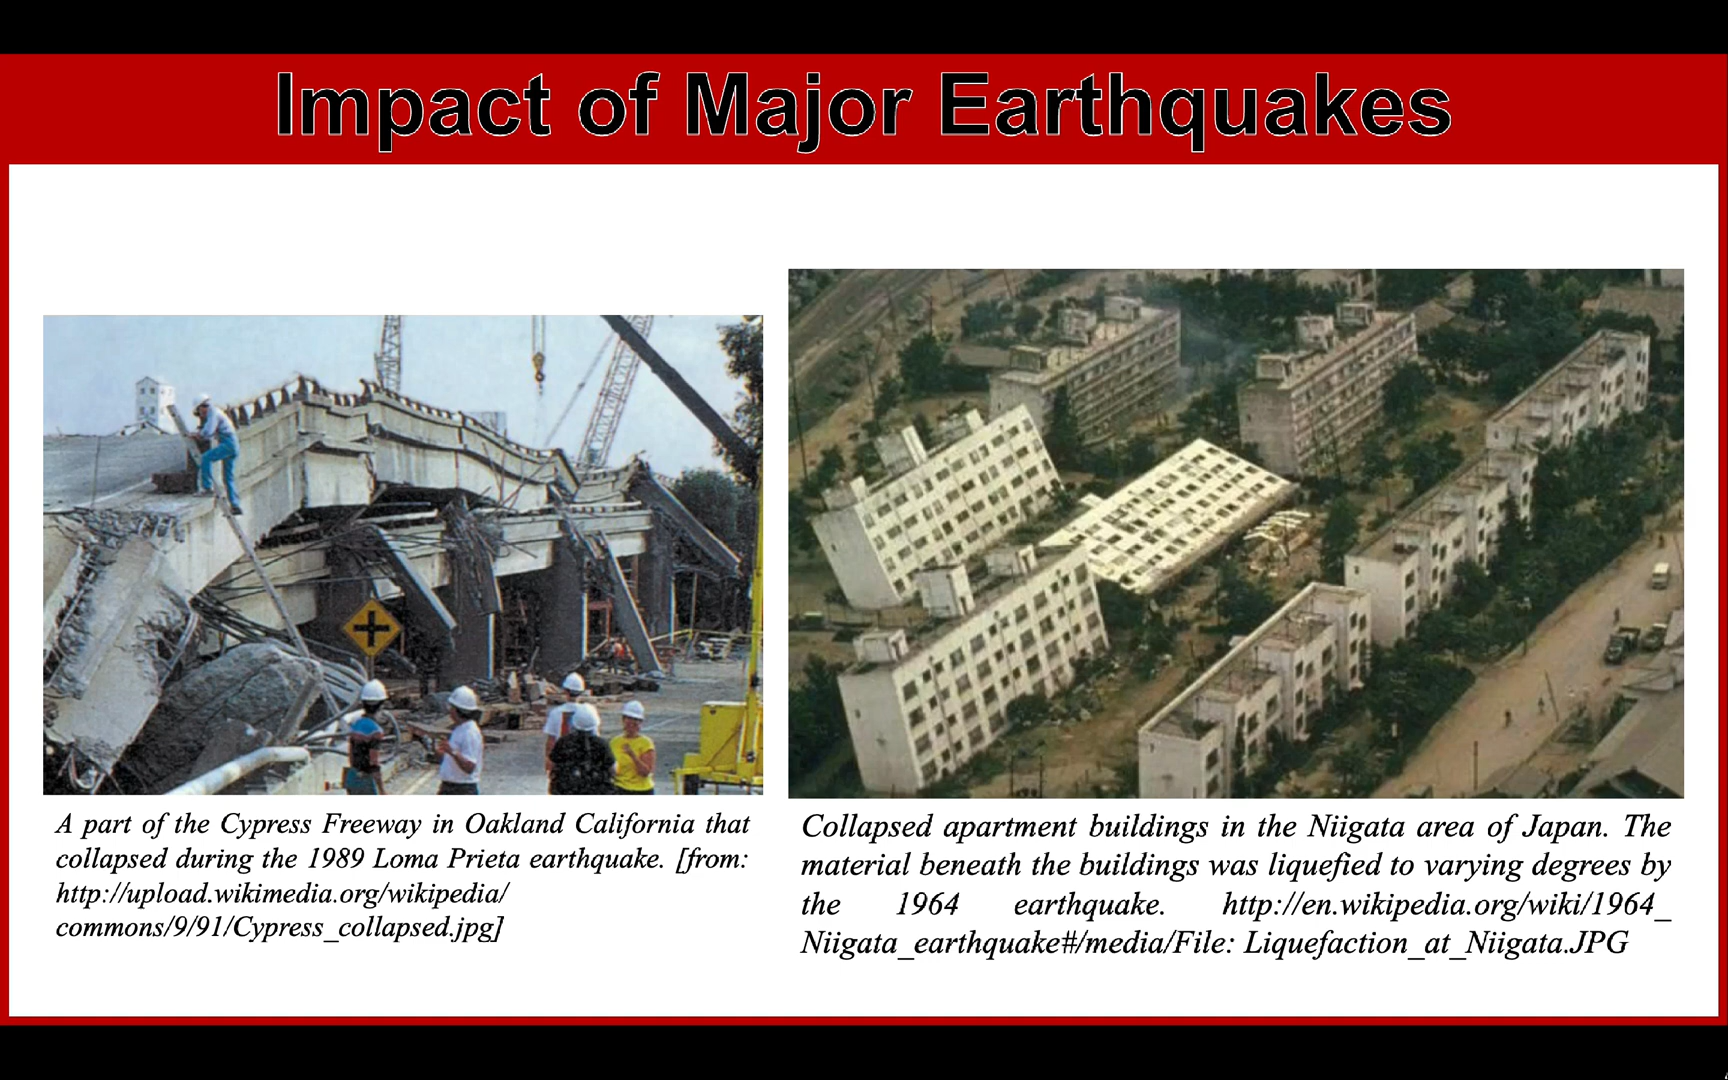 Impact of Major Earthquakes
A part of the Cypress Freeway in Oakland California that
collapsed during the 1989 Loma Prieta earthquake. [from:
http://upload.wikimedia.org/wikipedia/
commons/9/91/Cypress_collapsed.jpg]
Collapsed apartment buildings in the Niigata area of Japan. The
material beneath the buildings was liquefied to varying degrees by
the 1964 earthquake. http://en.wikipedia.org/wiki/1964_
Niigata_earthquake#/media/File: Liquefaction_at_Niigata.JPG